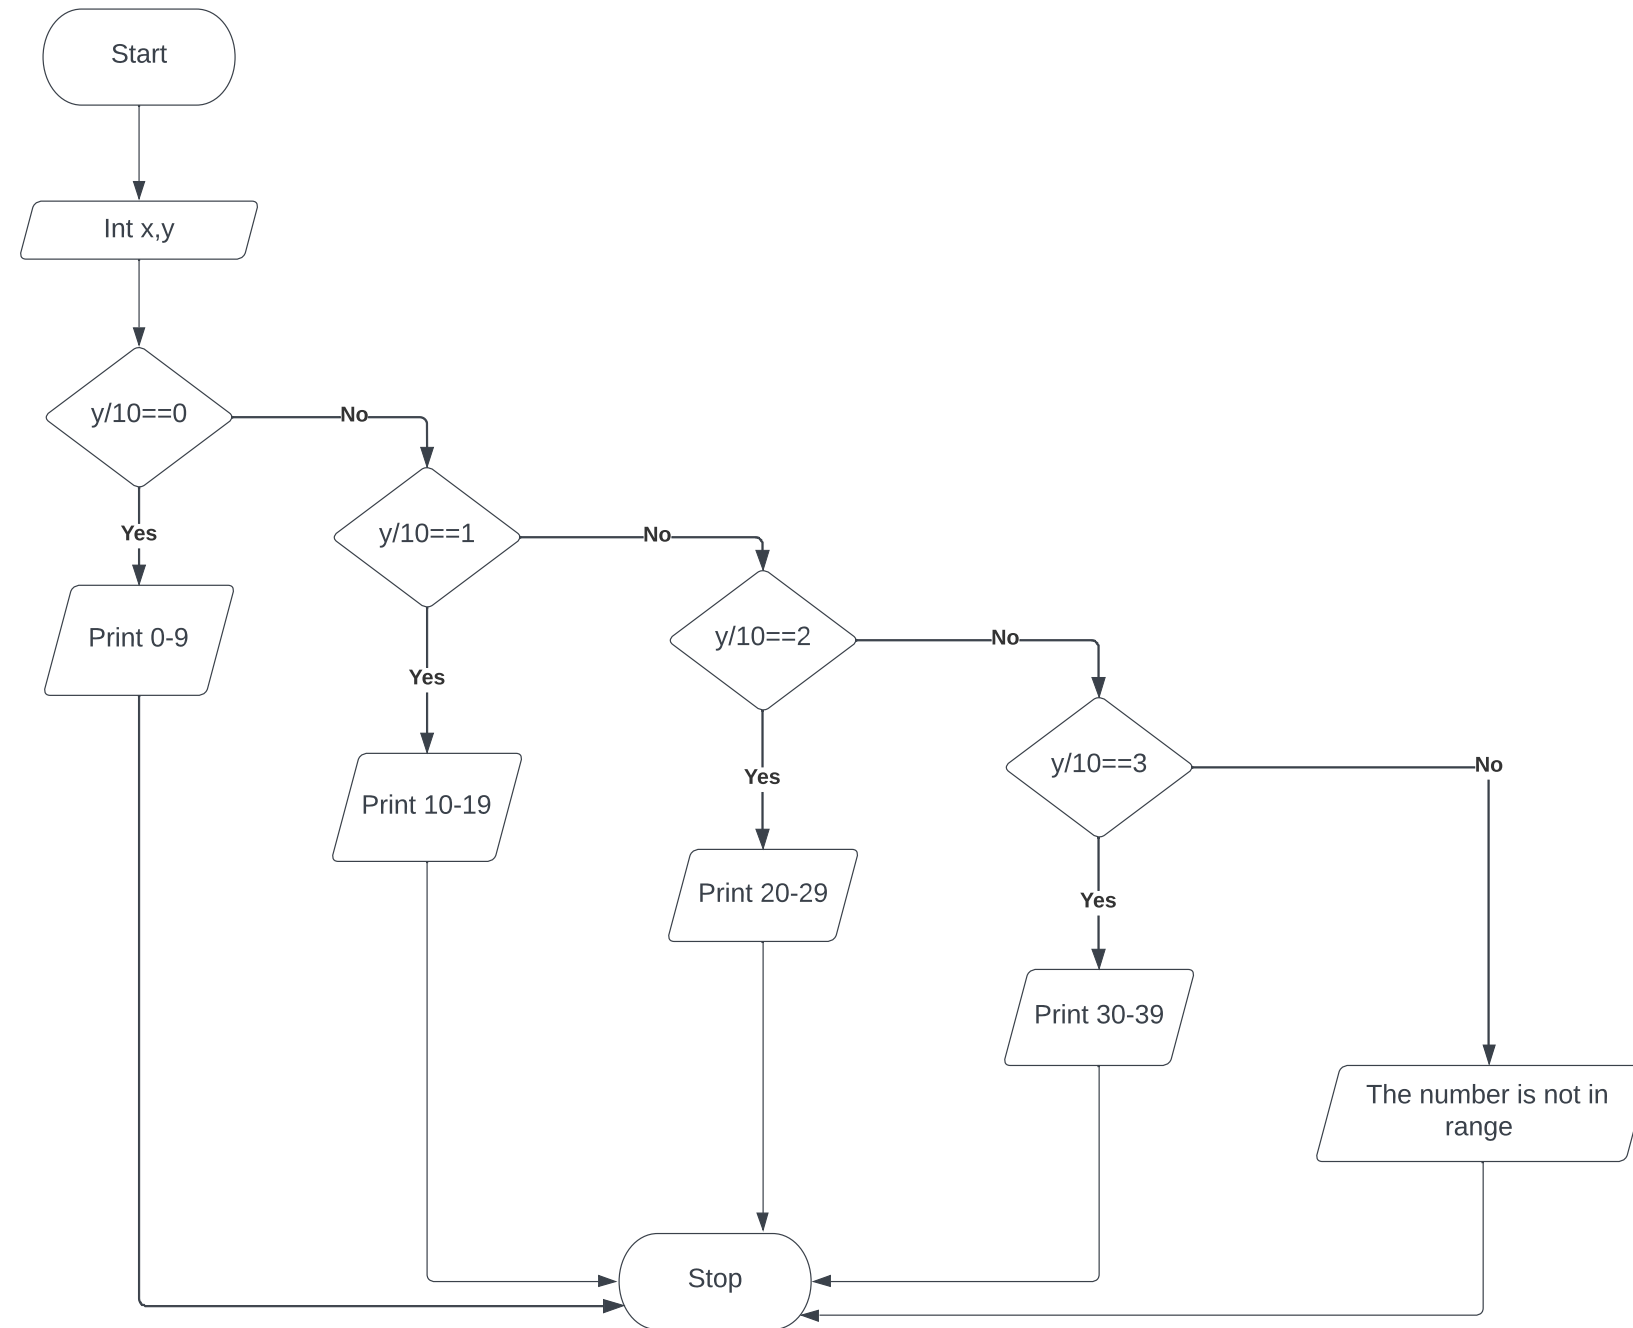 Start
Int x,y
y/10==0
No
Yes
y/10==1
No
Print 0-9
Yes
y/10==2
No
Yes
Print 10-19
y/10==3
No
Yes
Print 20-29
Print 30-39
The number is not in
range
Stop